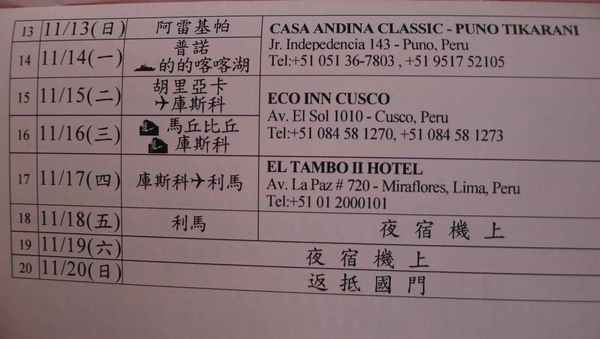 13 11/13(日) 阿雷基帕 CASA ANDINA CLASSIC - PUNO TIKARANI
Jr. Indepedencia 143 - Puno, Peru
14 11/14(一) 普諾 Tel:+51 051 36-7803 , +51 9517 52105
的的喀喀湖
15 11/15(二) 胡里亞卡 ECO INN CUSCO
庫斯科 Av. El Sol 1010 - Cusco, Peru
16 11/16(三) 馬丘比丘 Tel:+51 084 58 1270, +51 084 58 1273
庫斯科
17 11/17(四) 庫斯科✈利馬 EL TAMBO II HOTEL
Av. La Paz # 720 - Miraflores, Lima, Peru
Tel:+51 01 2000101
18 11/18(五) 利馬 夜宿機上
19 11/19(六) 夜宿機上
20 11/20(日) 返抵國門